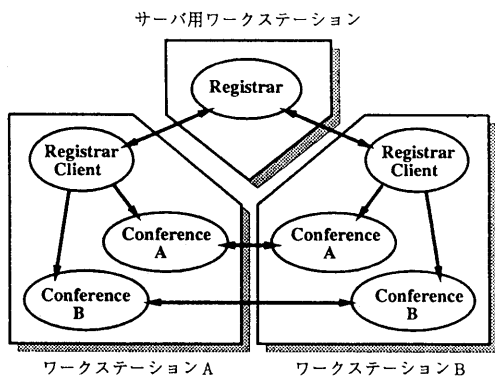 サーバ用ワークステーション
Registrar
Registrar
Client
Registrar
Client
Conference
A
Conference
A
Conference
B
Conference
B
ワークステーションA
ワークステーションB